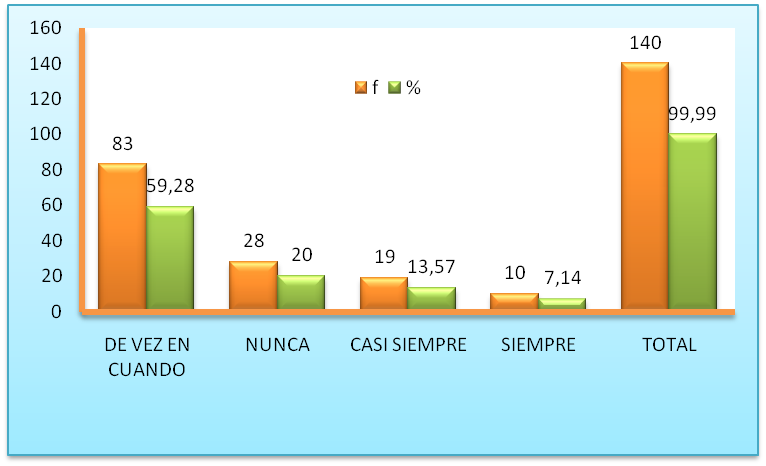 160
140
120
100
80
60
40
20
0
f %
83
59,28
28
20
19
13,57
10
7,14
140
99,99
DE VEZ EN
CUANDO
NUNCA
CASI SIEMPRE
SIEMPRE
TOTAL